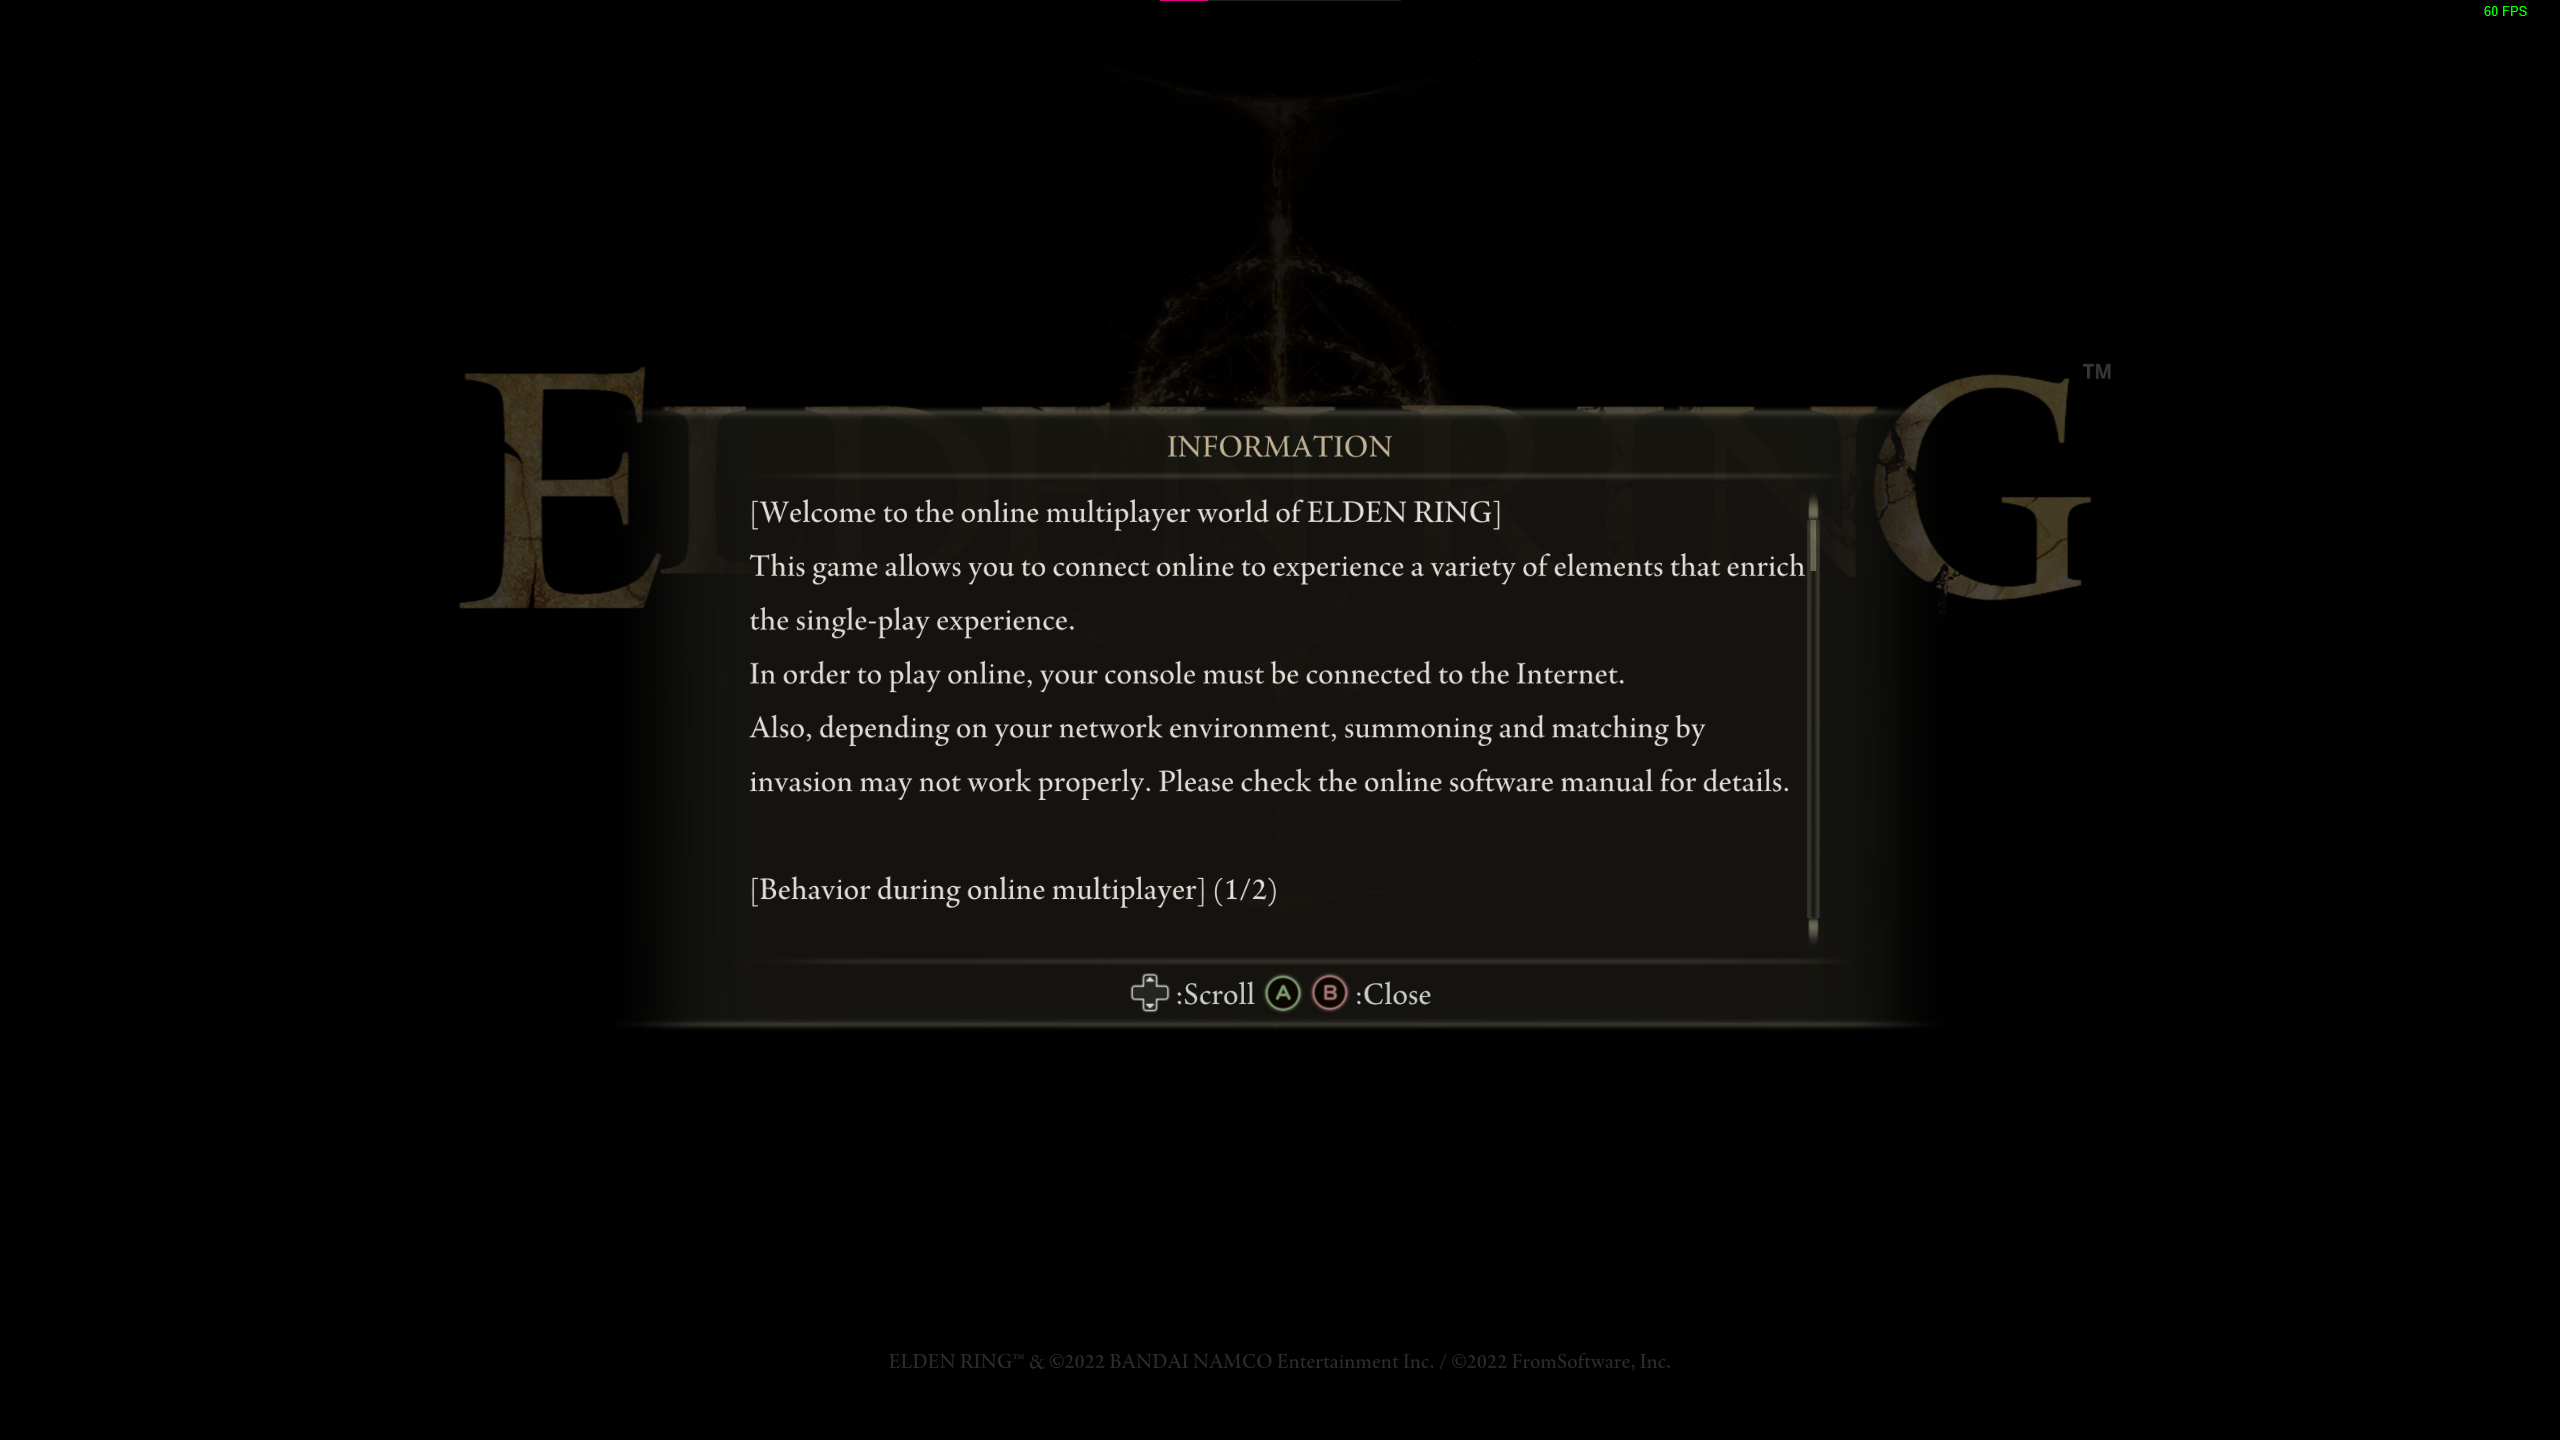 60 FPS
ELDEN RING™
INFORMATION
[Welcome to the online multiplayer world of ELDEN RING]
This game allows you to connect online to experience a variety of elements that enrich
the single-play experience.
In order to play online, your console must be connected to the Internet.
Also, depending on your network environment, summoning and matching by
invasion may not work properly. Please check the online software manual for details.
[Behavior during online multiplayer] (1/2)
:Scroll A B :Close
ELDEN RING™ & ©2022 BANDAI NAMCO Entertainment Inc. / ©2022 FromSoftware, Inc.